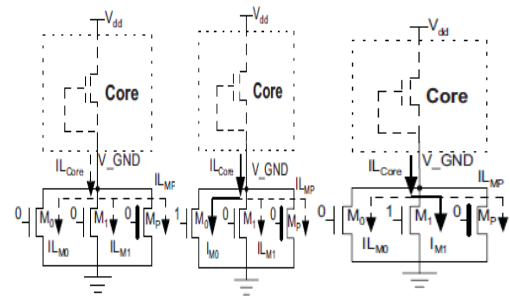 Vdd Vdd Vdd
Core Core Core
ILCore V_GND ILMP
0 M0 0 M1 0 MP
ILM0 ILM1
ILCore V_GND ILMP
1 M0 0 M1 0 MP
IM0 ILM1
ILCore V_GND ILMP
0 M0 1 M1 0 MP
ILM0 IM1